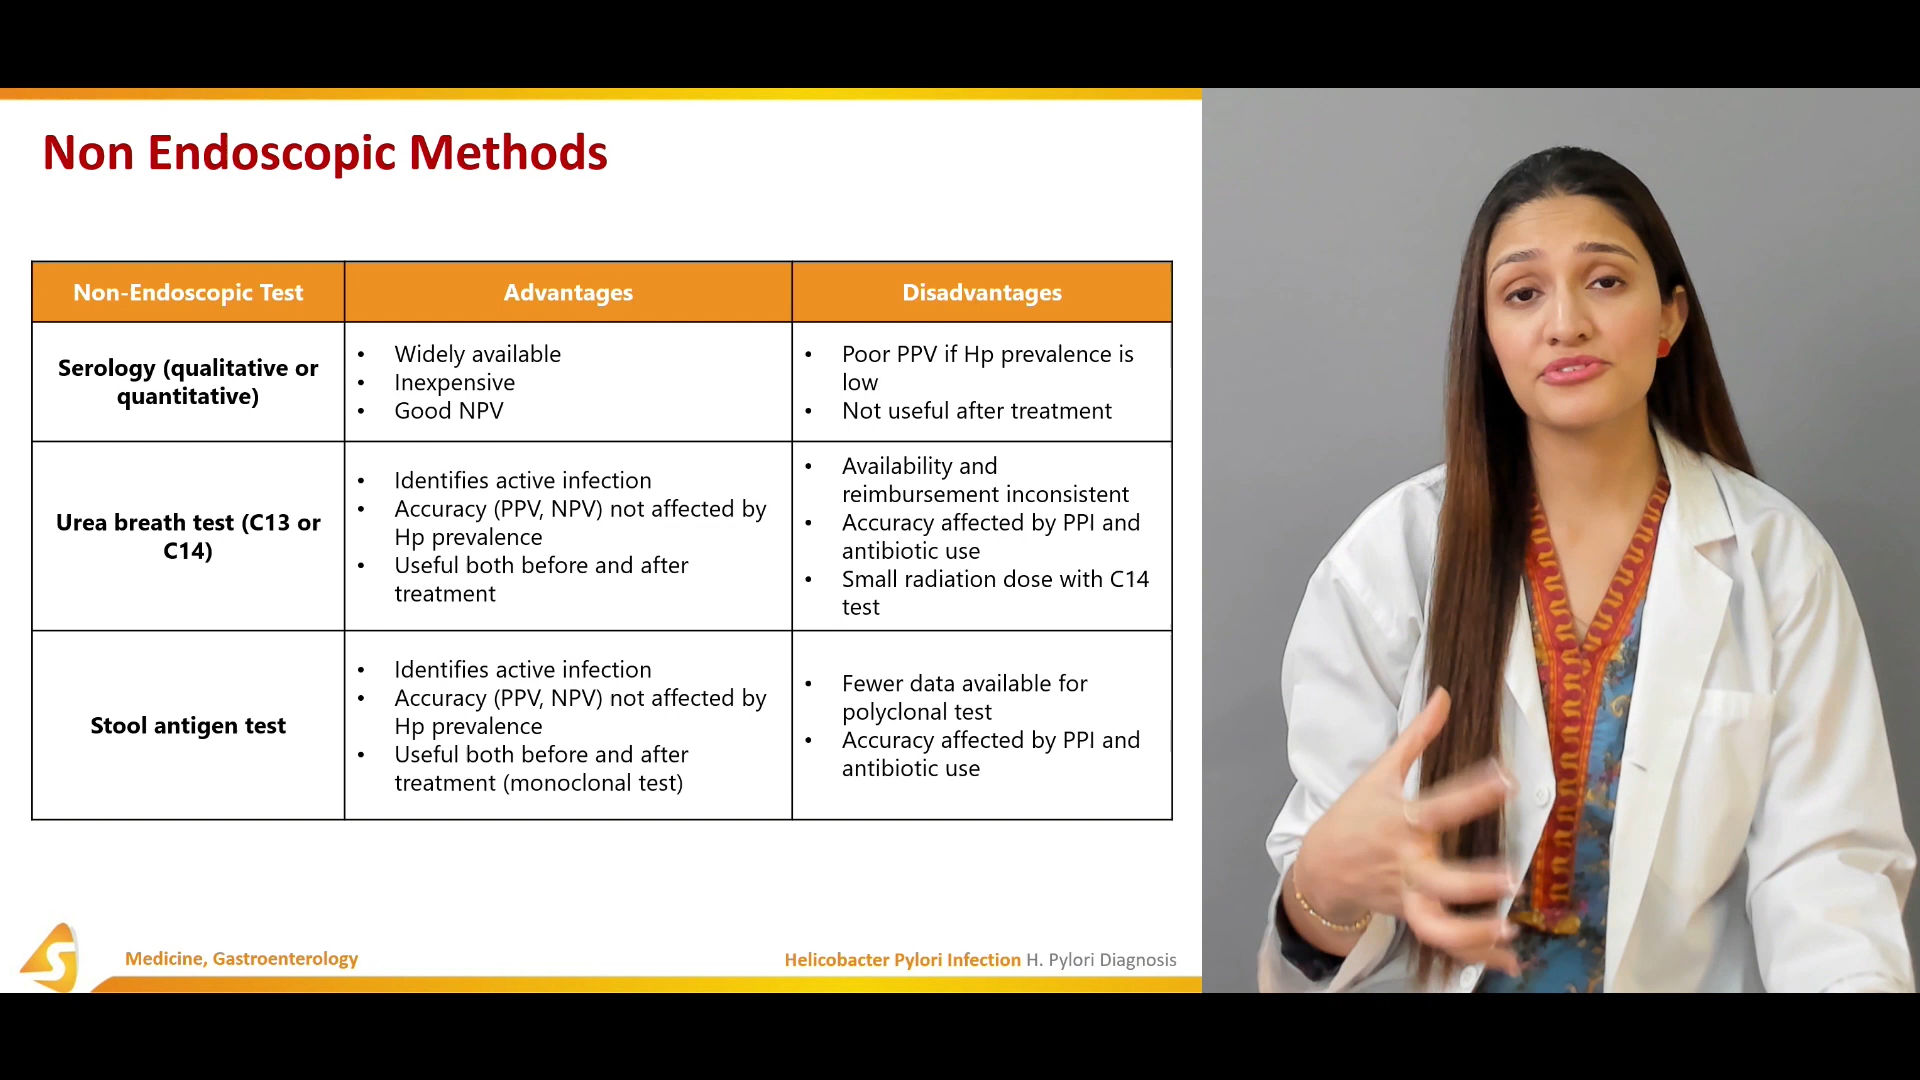 Non Endoscopic Methods
Non-Endoscopic Test
Advantages
Disadvantages
Serology (qualitative or
quantitative)
• Widely available
• Inexpensive
• Good NPV
• Poor PPV if Hp prevalence is
low
• Not useful after treatment
Urea breath test (C13 or
C14)
• Identifies active infection
• Accuracy (PPV, NPV) not affected by
Hp prevalence
• Useful both before and after
treatment
• Availability and
reimbursement inconsistent
• Accuracy affected by PPI and
antibiotic use
• Small radiation dose with C14
test
Stool antigen test
• Identifies active infection
• Accuracy (PPV, NPV) not affected by
Hp prevalence
• Useful both before and after
treatment (monoclonal test)
• Fewer data available for
polyclonal test
• Accuracy affected by PPI and
antibiotic use
S
Medicine, Gastroenterology
Helicobacter Pylori Infection H. Pylori Diagnosis